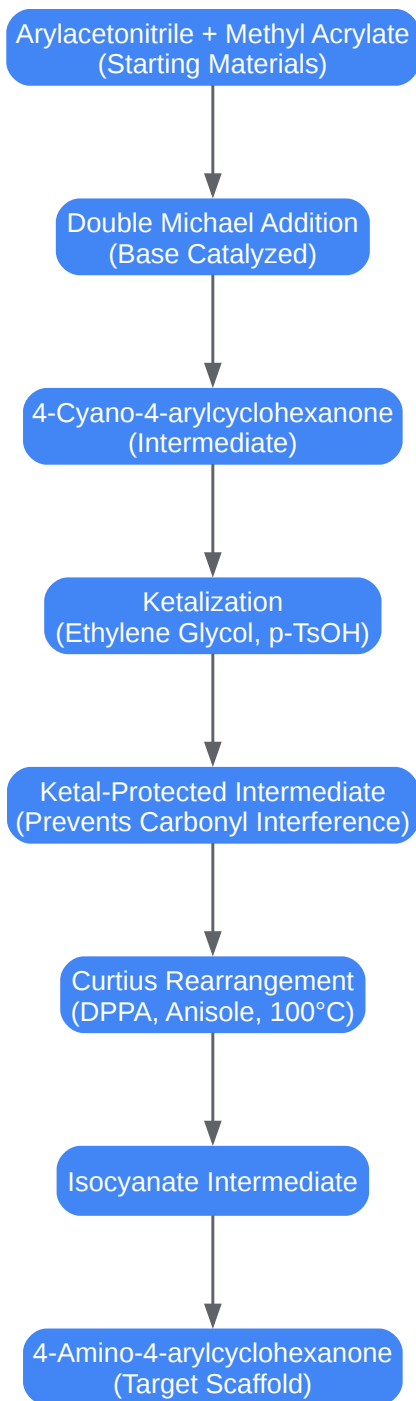 Arylacetonitrile + Methyl Acrylate
(Starting Materials)
Double Michael Addition
(Base Catalyzed)
4-Cyano-4-arylcyclohexanone
(Intermediate)
Ketalization
(Ethylene Glycol, p-TsOH)
Ketal-Protected Intermediate
(Prevents Carbonyl Interference)
Curtius Rearrangement
(DPPA, Anisole, 100°C)
Isocyanate Intermediate
4-Amino-4-arylcyclohexanone
(Target Scaffold)